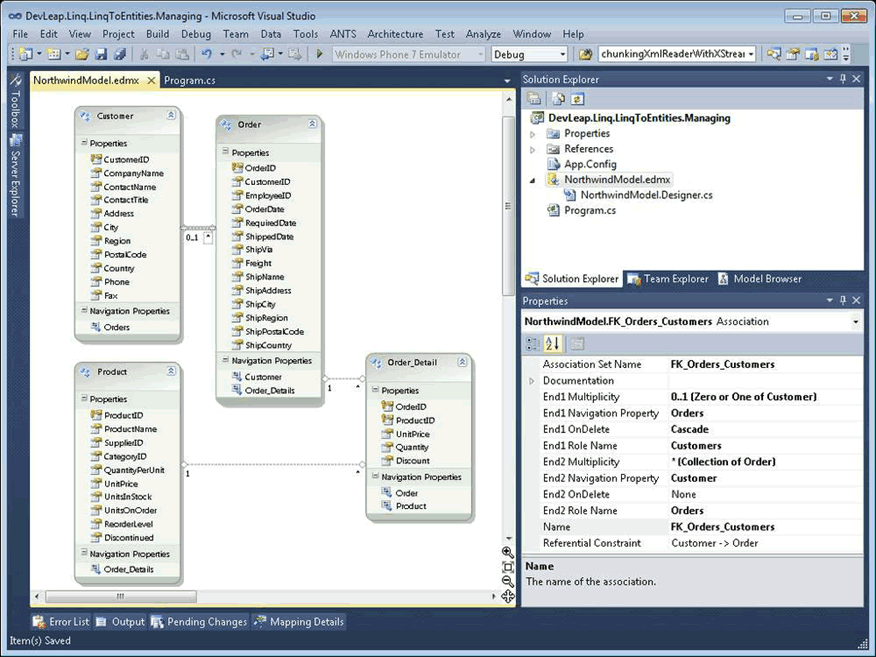 DevLeap.Linq.LinqToEntities.Managing - Microsoft Visual Studio
File Edit View Project Build Debug Team Data Tools ANTS Architecture Test Analyze Window Help
Windows Phone 7 Emulator Debug chunkingXmlReaderWithXStream
NorthwindModel.edmx Program.cs
Toolbox
Server Explorer
Customer
Properties
CustomerID
CompanyName
ContactName
ContactTitle
Address
City
Region
PostalCode
Country
Phone
Fax
Navigation Properties
Orders
0..1 *
Order
Properties
OrderID
CustomerID
EmployeeID
OrderDate
RequiredDate
ShippedDate
ShipVia
Freight
ShipName
ShipAddress
ShipCity
ShipRegion
ShipPostalCode
ShipCountry
Navigation Properties
Customer
Order_Details
1 *
Product
Properties
ProductID
ProductName
SupplierID
CategoryID
QuantityPerUnit
UnitPrice
UnitsInStock
UnitsOnOrder
ReorderLevel
Discontinued
Navigation Properties
Order_Details
1 *
Order_Detail
Properties
OrderID
ProductID
UnitPrice
Quantity
Discount
Navigation Properties
Order
Product
Solution Explorer
DevLeap.Linq.LinqToEntities.Managing
Properties
References
App.Config
NorthwindModel.edmx
NorthwindModel.Designer.cs
Program.cs
Solution Explorer Team Explorer Model Browser
Properties
NorthwindModel.FK_Orders_Customers Association
Association Set Name FK_Orders_Customers
Documentation
End1 Multiplicity 0..1 (Zero or One of Customer)
End1 Navigation Property Orders
End1 OnDelete Cascade
End1 Role Name Customers
End2 Multiplicity * (Collection of Order)
End2 Navigation Property Customer
End2 OnDelete None
End2 Role Name Orders
Name FK_Orders_Customers
Referential Constraint Customer -> Order
Name
The name of the association.
Error List Output Pending Changes Mapping Details
Item(s) Saved